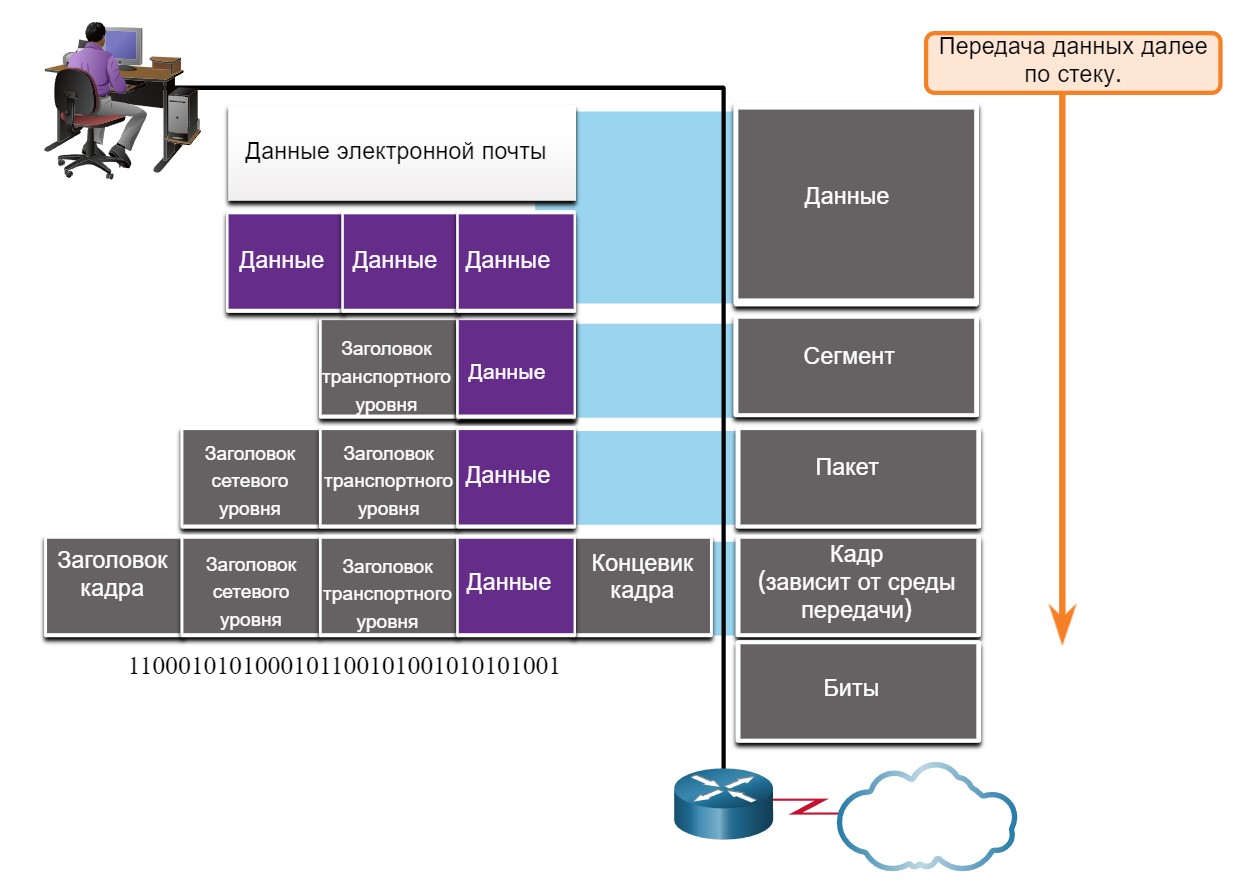 Передача данных далее
по стеку.
Данные электронной почты
Данные
Данные
Данные
Данные
Заголовок
транспортного
уровня
Данные
Сегмент
Заголовок
сетевого
уровня
Заголовок
транспортного
уровня
Данные
Пакет
Заголовок
кадра
Заголовок
сетевого
уровня
Заголовок
транспортного
уровня
Данные
Концевик
кадра
Кадр
(зависит от среды
передачи)
1100010101000101100101001010101001
Биты